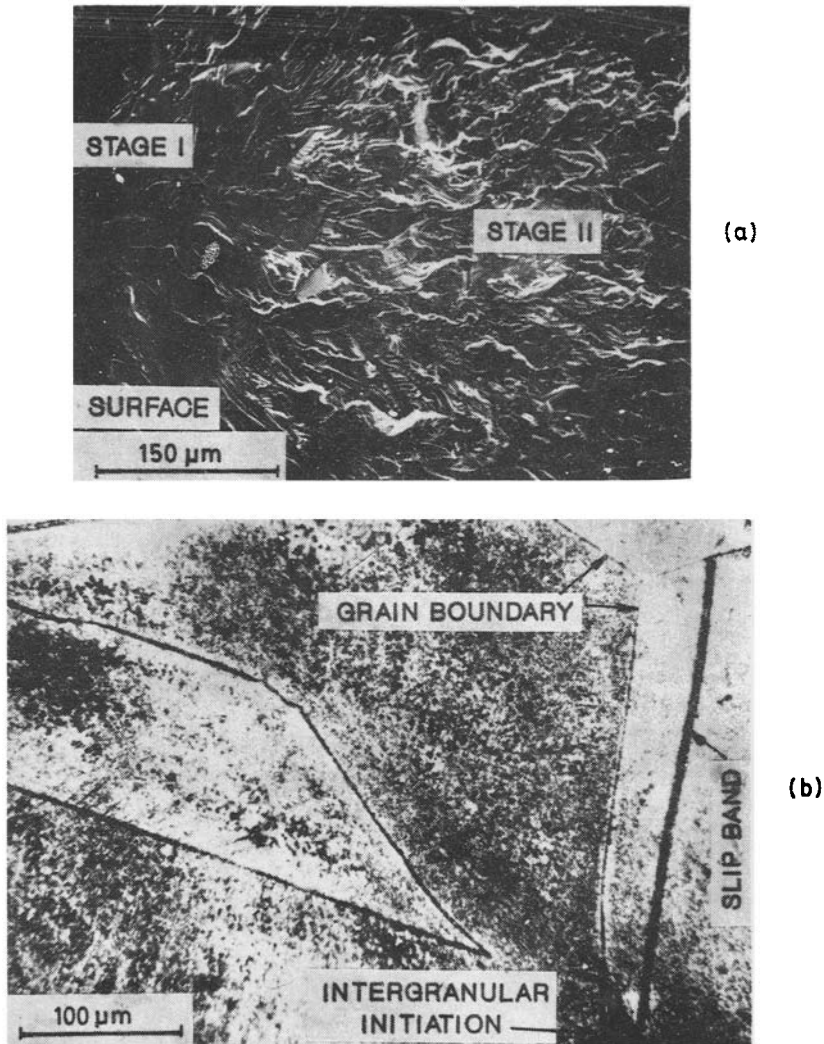 STAGE I
STAGE II
(a)
SURFACE
150 μm
GRAIN BOUNDARY
SLIP BAND
(b)
INTERGRANULAR
INITIATION
100 μm